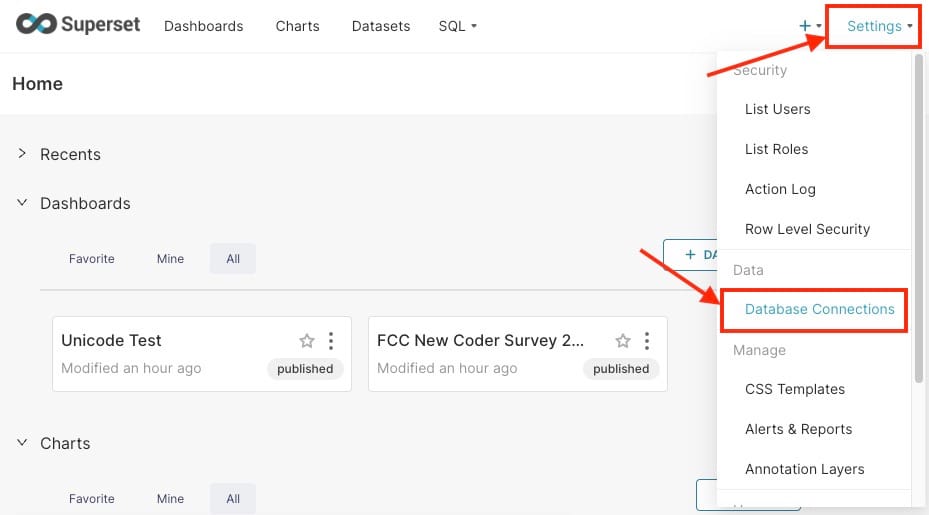 Superset Dashboards Charts Datasets SQL Settings
Home
Security
List Users
Recents
List Roles
Action Log
Dashboards
Row Level Security
Favorite Mine All
Data
Database Connections
Unicode Test FCC New Coder Survey 2...
Modified an hour ago published Modified an hour ago published
Manage
CSS Templates
Alerts & Reports
Charts
Annotation Layers
Favorite Mine All